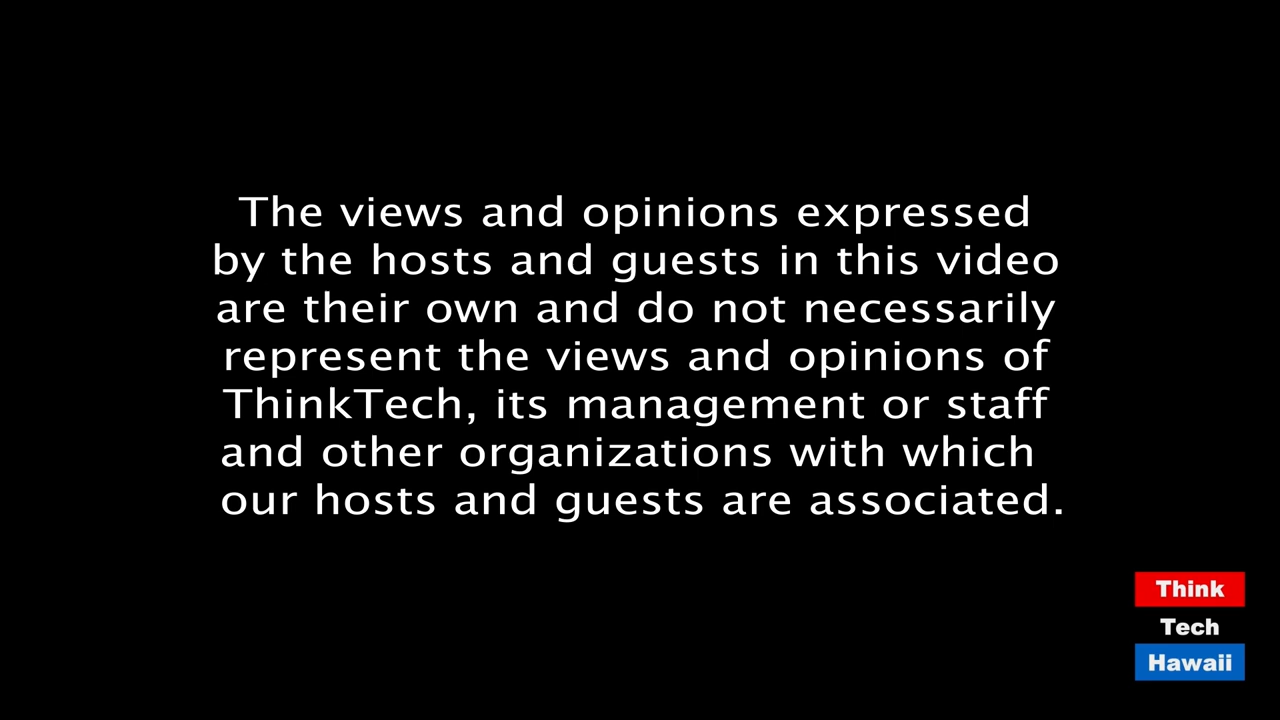 The views and opinions expressed
by the hosts and guests in this video
are their own and do not necessarily
represent the views and opinions of
ThinkTech, its management or staff
and other organizations with which
our hosts and guests are associated.
Think
Tech
Hawaii